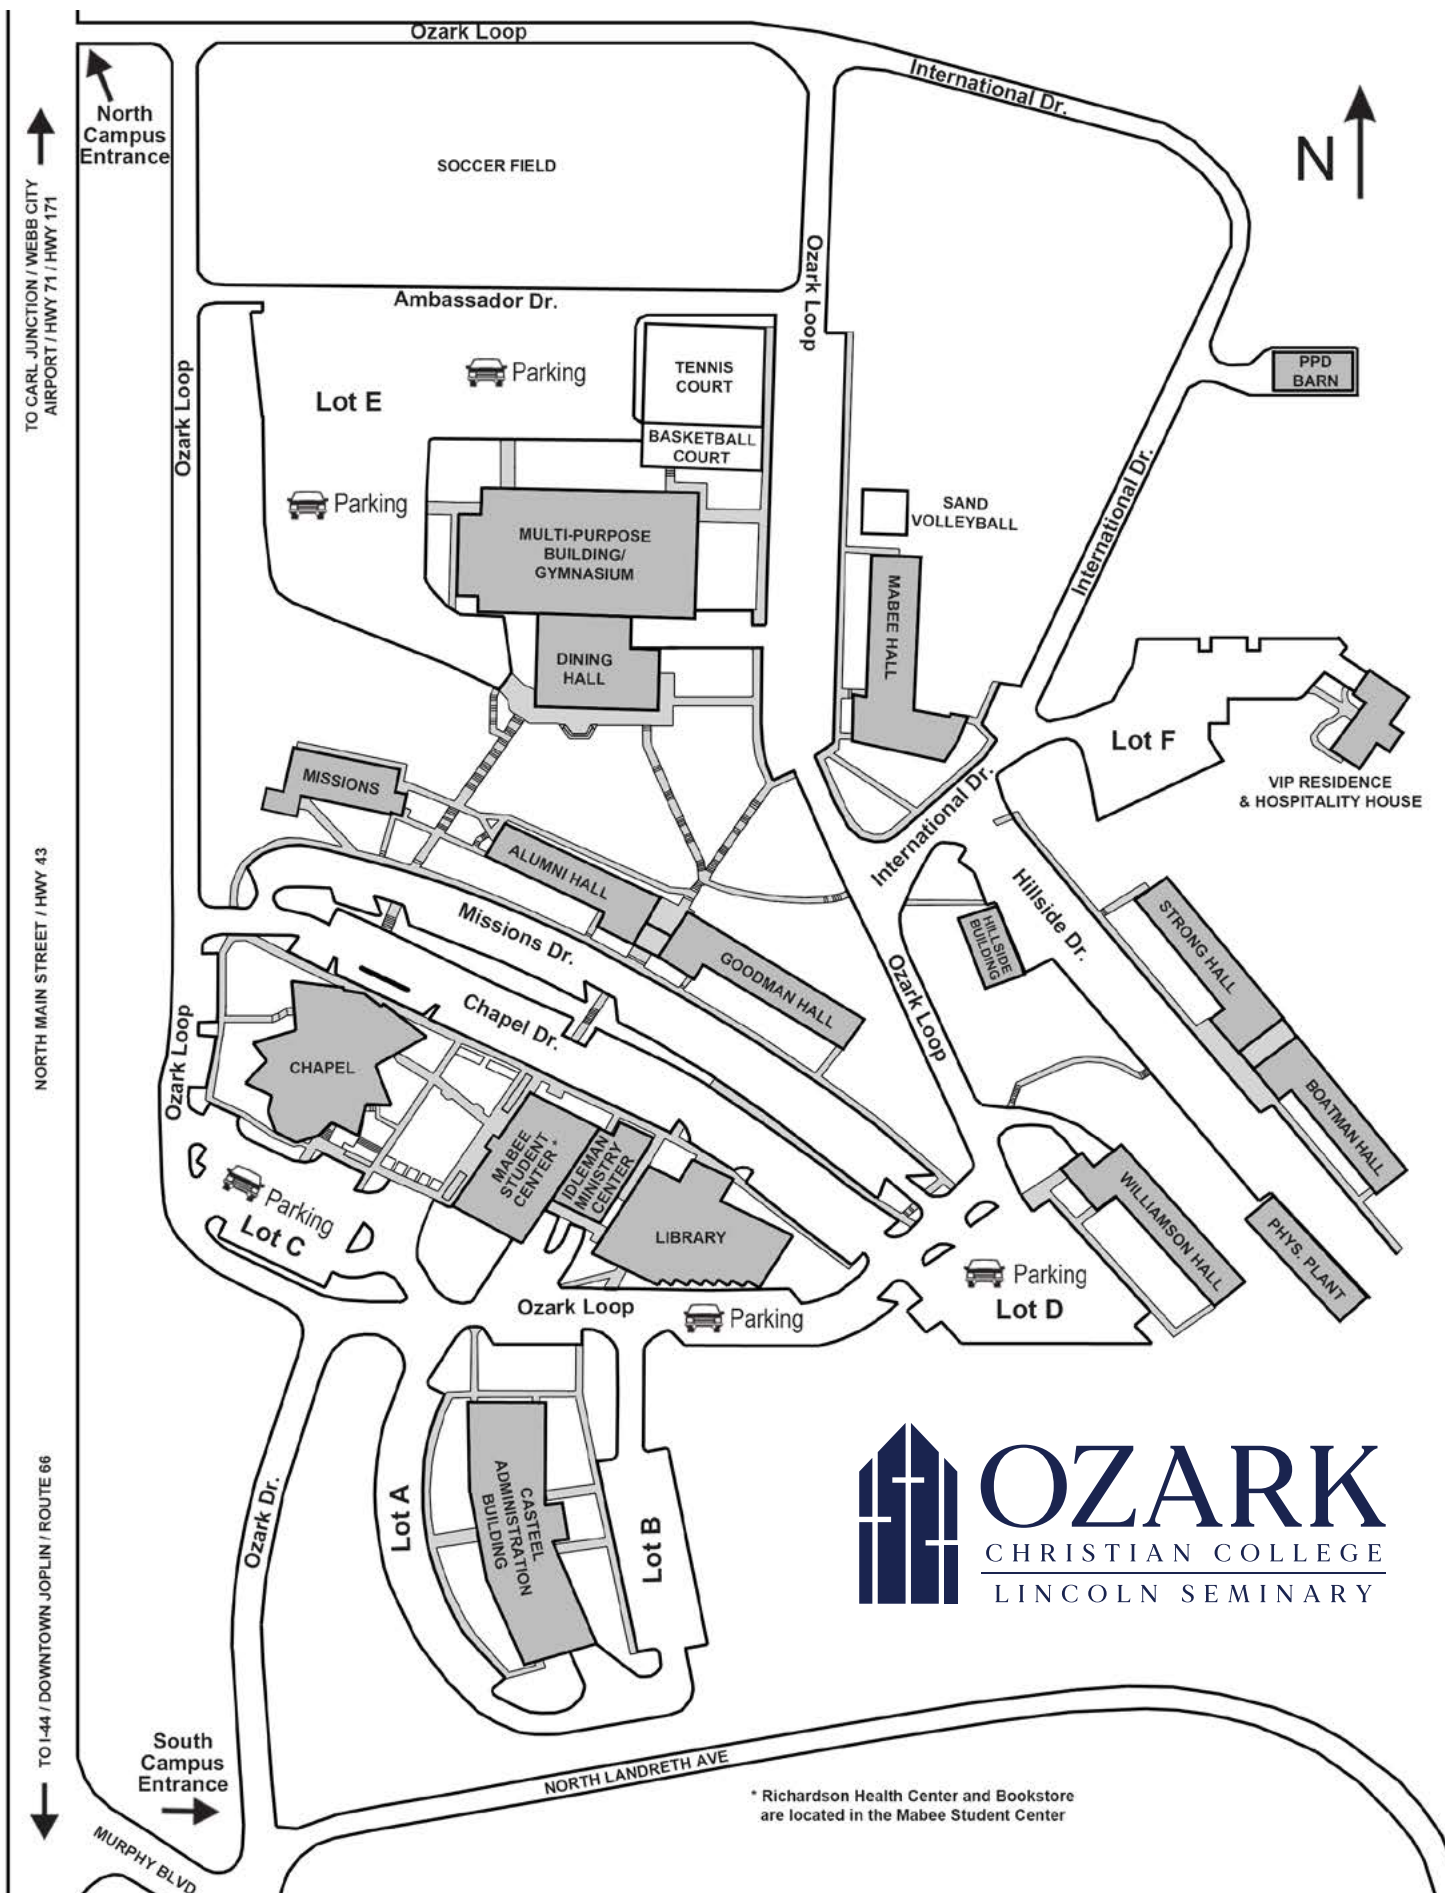 Ozark Loop
International Dr.
North
Campus
Entrance
N
SOCCER FIELD
TO CARL JUNCTION / WEBB CITY
AIRPORT / HWY 71 / HWY 171
Ozark Loop
Ambassador Dr.
Ozark Loop
Parking
Lot E
TENNIS
COURT
PPD
BARN
BASKETBALL
COURT
Parking
SAND
VOLLEYBALL
International Dr.
MULTI-PURPOSE
BUILDING/
GYMNASIUM
MABEE HALL
DINING
HALL
Lot F
MISSIONS
VIP RESIDENCE
& HOSPITALITY HOUSE
International Dr.
NORTH MAIN STREET / HWY 43
ALUMNI HALL
Hillside Dr.
Missions Dr.
HILLSIDE
BUILDING
STRONG HALL
GOODMAN HALL
Ozark Loop
Chapel Dr.
Ozark Loop
CHAPEL
BOATMAN HALL
MABEE
STUDENT
CENTER *
IDLEMAN
MINISTRY
CENTER
WILLIAMSON HALL
Parking
Lot C
LIBRARY
PHYS. PLANT
Parking
Lot D
Ozark Loop
Parking
TO I-44 / DOWNTOWN JOPLIN / ROUTE 66
Ozark Dr.
Lot A
CASTEEL
ADMINISTRATION
BUILDING
Lot B
OZARK
CHRISTIAN COLLEGE
LINCOLN SEMINARY
South
Campus
Entrance
NORTH LANDRETH AVE
* Richardson Health Center and Bookstore
are located in the Mabee Student Center
MURPHY BLVD